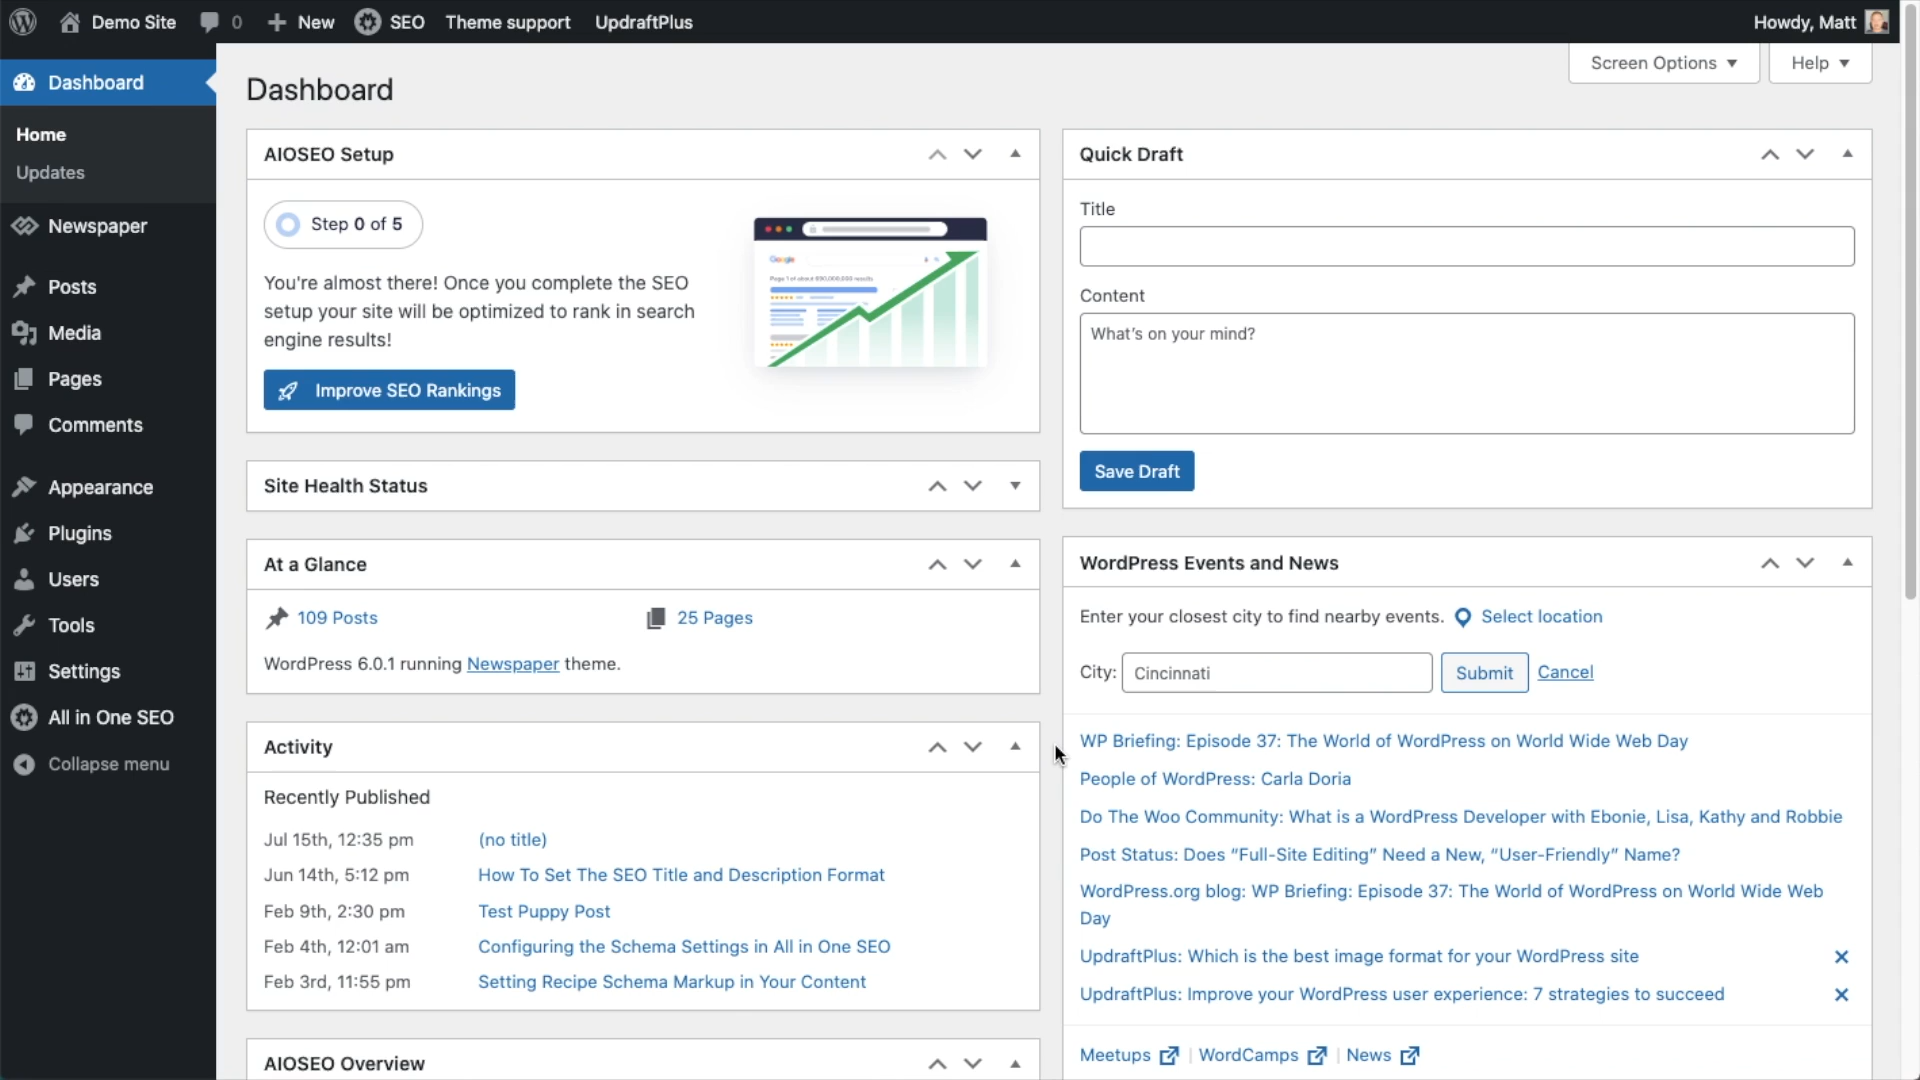 Demo Site
0
New
SEO
Theme support
UpdraftPlus
Howdy, Matt
Dashboard
Home
Updates
Newspaper
Posts
Media
Pages
Comments
Appearance
Plugins
Users
Tools
Settings
All in One SEO
Collapse menu
Screen Options
Help
Dashboard
AIOSEO Setup
Step 0 of 5
You're almost there! Once you complete the SEO
setup your site will be optimized to rank in search
engine results!
Google
Improve SEO Rankings
Site Health Status
At a Glance
109 Posts
25 Pages
WordPress 6.0.1 running Newspaper theme.
Activity
Recently Published
Jul 15th, 12:35 pm (no title)
Jun 14th, 5:12 pm How To Set The SEO Title and Description Format
Feb 9th, 2:30 pm Test Puppy Post
Feb 4th, 12:01 am Configuring the Schema Settings in All in One SEO
Feb 3rd, 11:55 pm Setting Recipe Schema Markup in Your Content
AIOSEO Overview
Quick Draft
Title
Content
What's on your mind?
Save Draft
WordPress Events and News
Enter your closest city to find nearby events. Select location
City: Cincinnati Submit Cancel
WP Briefing: Episode 37: The World of WordPress on World Wide Web Day
People of WordPress: Carla Doria
Do The Woo Community: What is a WordPress Developer with Ebonie, Lisa, Kathy and Robbie
Post Status: Does “Full-Site Editing” Need a New, “User-Friendly” Name?
WordPress.org blog: WP Briefing: Episode 37: The World of WordPress on World Wide Web
Day
UpdraftPlus: Which is the best image format for your WordPress site
UpdraftPlus: Improve your WordPress user experience: 7 strategies to succeed
Meetups | WordCamps | News